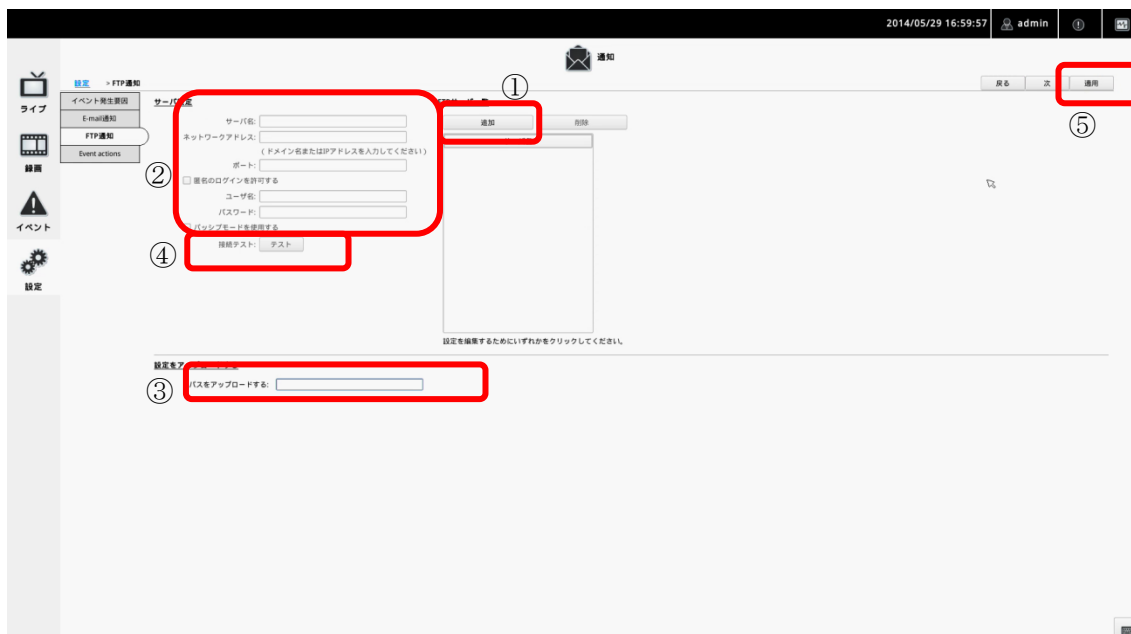 2014/05/29 16:59:57 admin
通知
設定 > FTP通知
戻る 次 適用
ライブ
録画
イベント
設定
イベント発生要因
E-mail通知
FTP通知
Event actions
①
②
③
④
⑤
サーバ設定
サーバ名:
ネットワークアドレス:
(ドメイン名またはIPアドレスを入力してください)
ポート:
匿名のログインを許可する
ユーザ名:
パスワード:
パッシブモードを使用する
接続テスト: テスト
追加 削除
設定を編集するためにいずれかをクリックしてください。
パスをアップロードする: